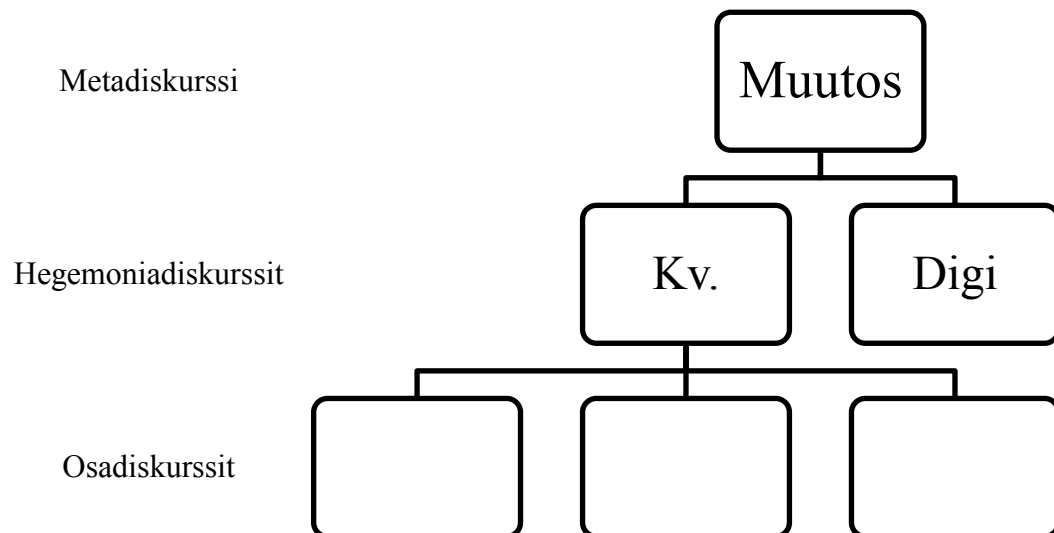 Metadiskurssi
Muutos
Hegemoniadiskurssit
Kv.
Digi
Osadiskurssit